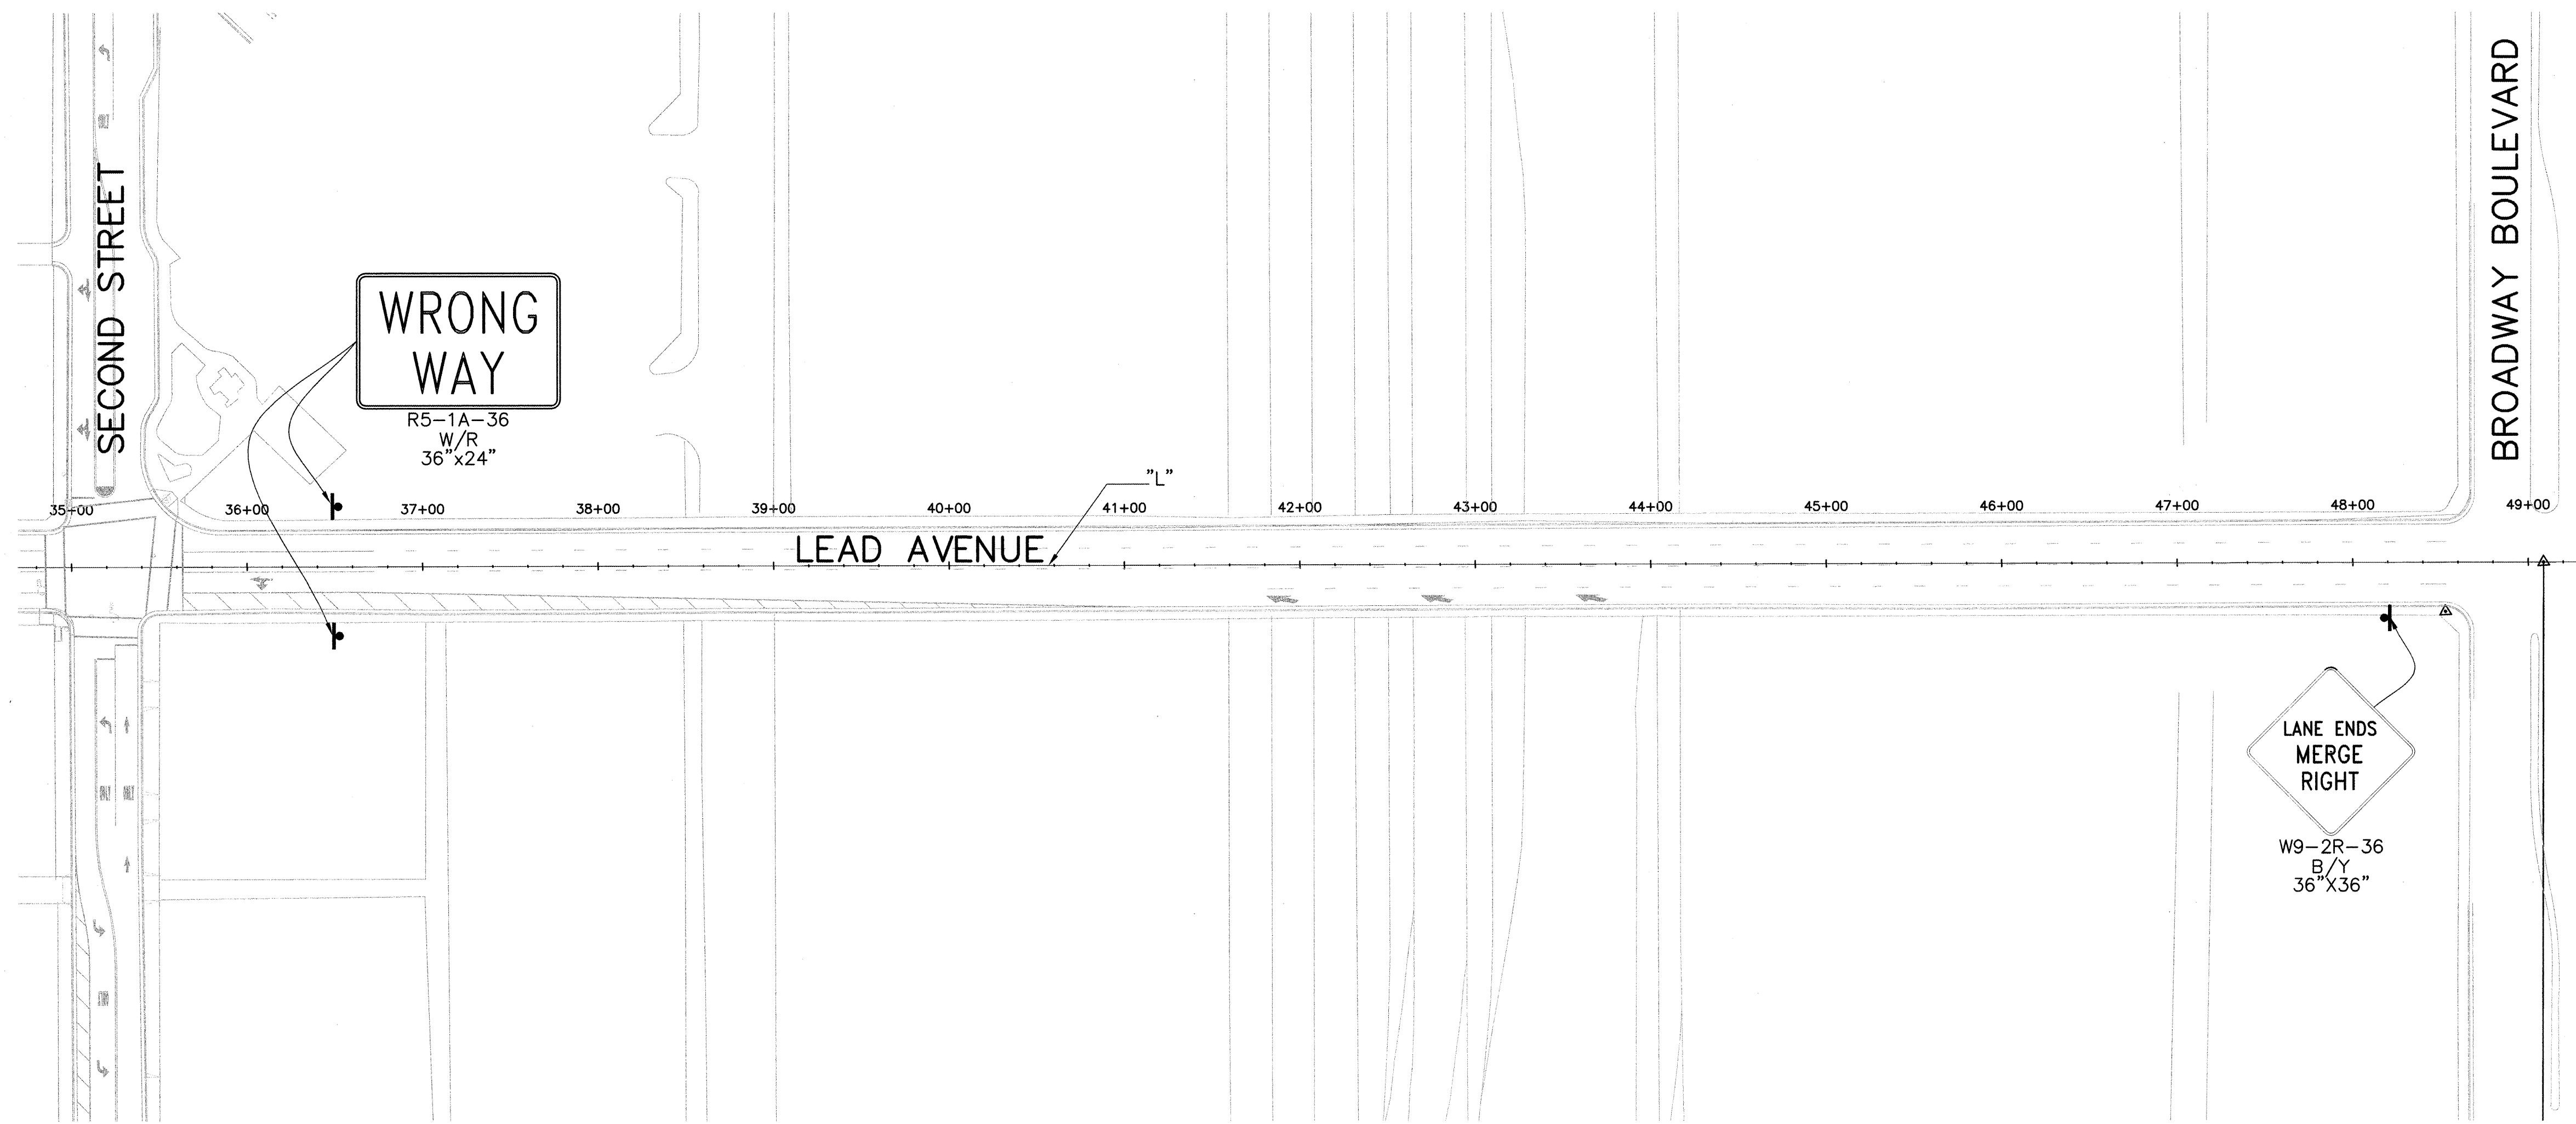 SECOND STREET
BROADWAY BOULEVARD
WRONG
WAY
R5-1A-36
W/R
36"x24"
"L"
35+00 36+00 37+00 38+00 39+00 40+00 41+00 42+00 43+00 44+00 45+00 46+00 47+00 48+00 49+00
LEAD AVENUE
LANE ENDS
MERGE
RIGHT
W9-2R-36
B/Y
36"X36"